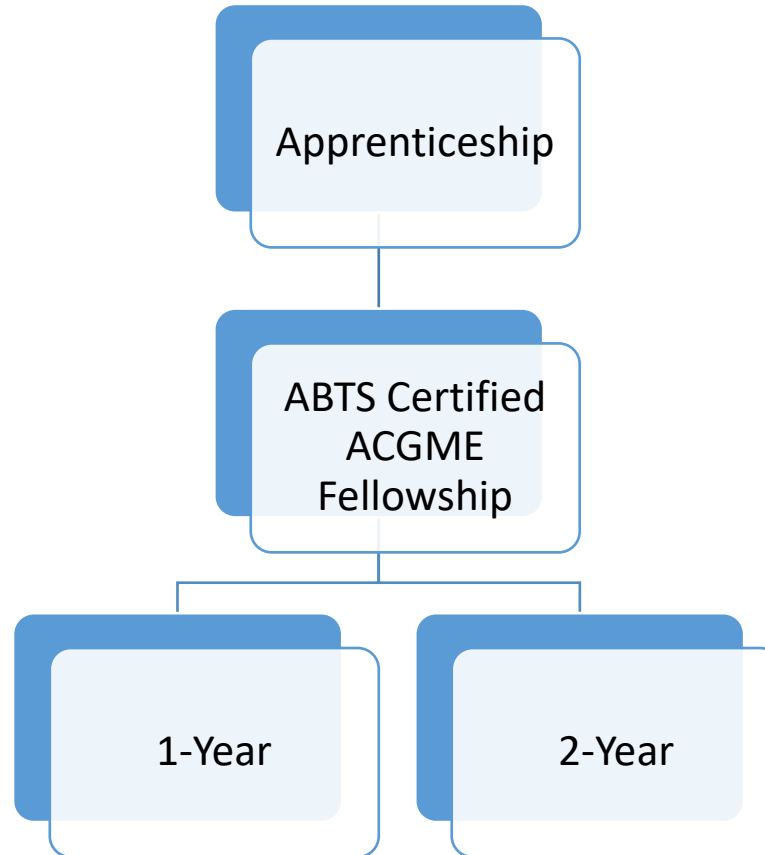 Apprenticeship
ABTS Certified
ACGME
Fellowship
1-Year
2-Year